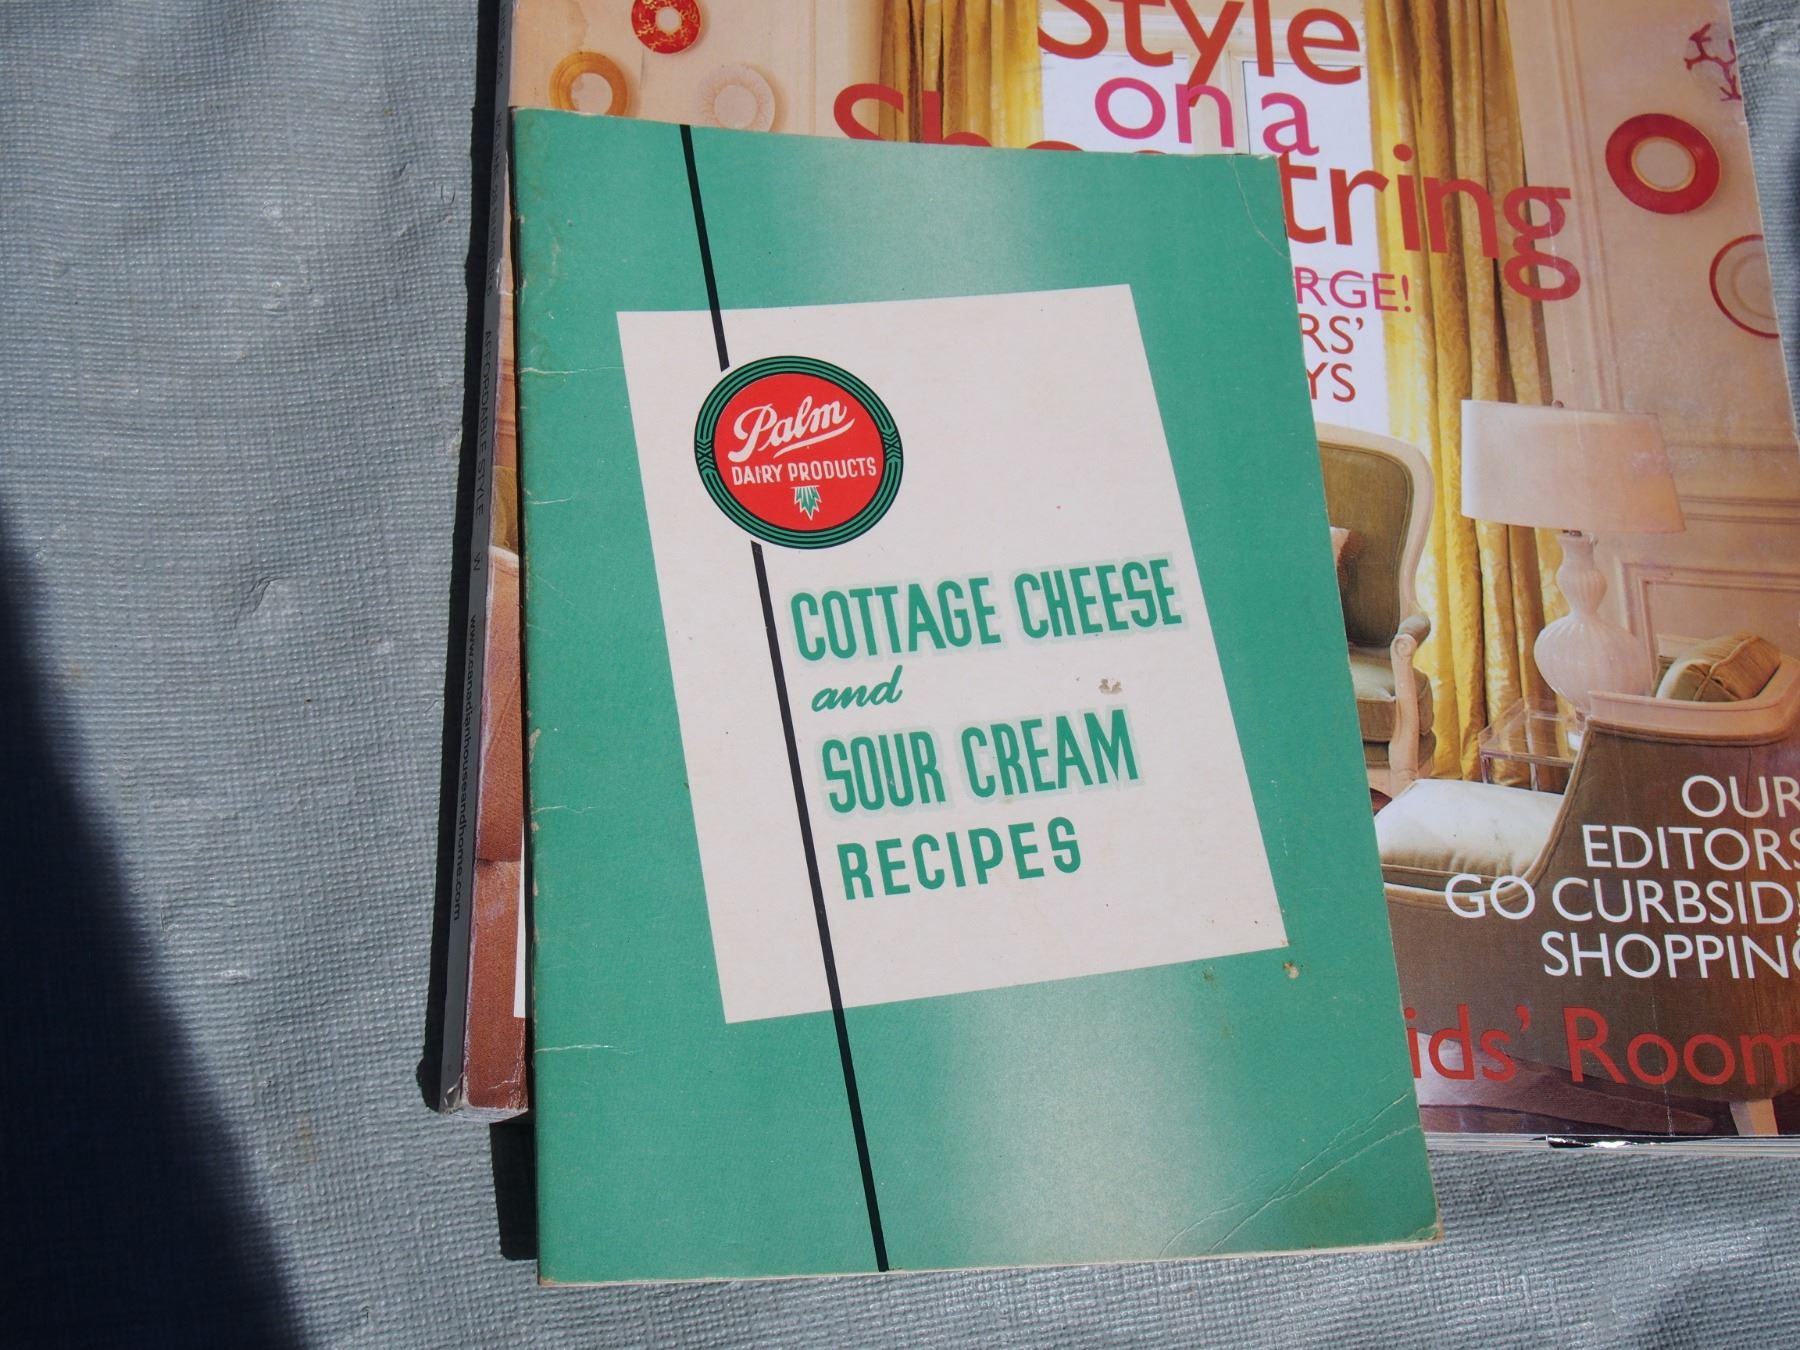 Style
on a
tring
RGE!
RS'
YS
Palm
DAIRY PRODUCTS
COTTAGE CHEESE
and
SOUR CREAM
RECIPES
OUR
EDITORS
GO CURBSID
SHOPPING
ids' Room
AFFORDABLE STYLE
www.canadianhouseandhome.com